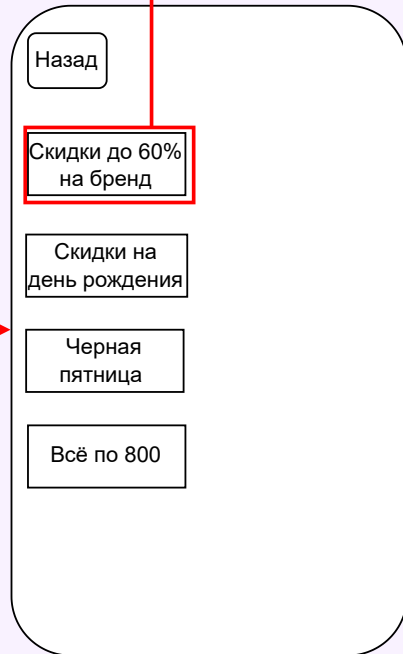 Назад
Скидки до 60%
на бренд
Скидки на
день рождения
Черная
пятница
Всё по 800